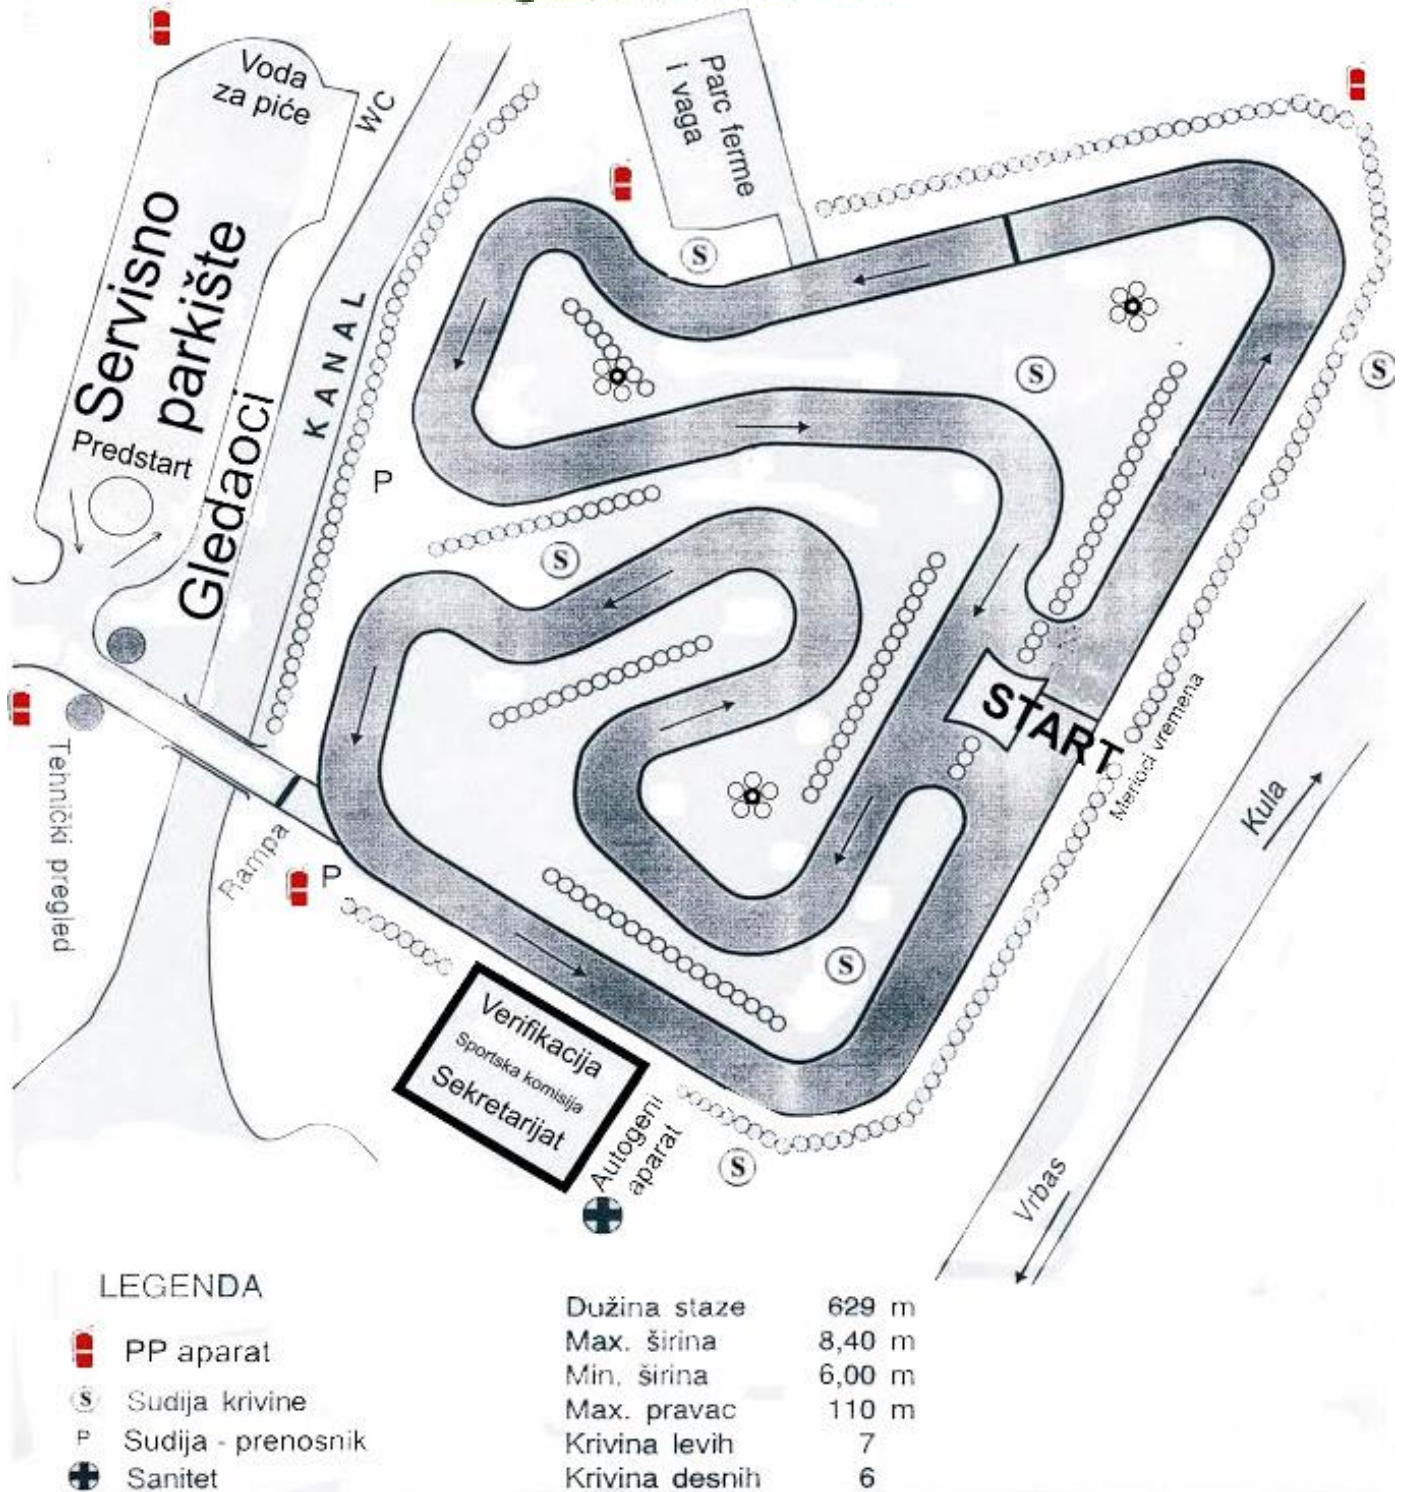 Voda
za piće
WC
Parc ferme
i vaga
Servisno
parkište
Predstart
Gledaoci
KANAL
S
S
S
P
S
START
Merioci vremena
Tehnički pregled
Rampa
P
S
Kula
Verifikacija
Sportska komisija
Sekretarijat
Autogeni
aparat
S
Vrbas
LEGENDA
PP aparat
S Sudija krivine
P Sudija - prenosnik
Sanitet
Dužina staze 629 m
Max. širina 8,40 m
Min. širina 6,00 m
Max. pravac 110 m
Krivina levih 7
Krivina desnih 6